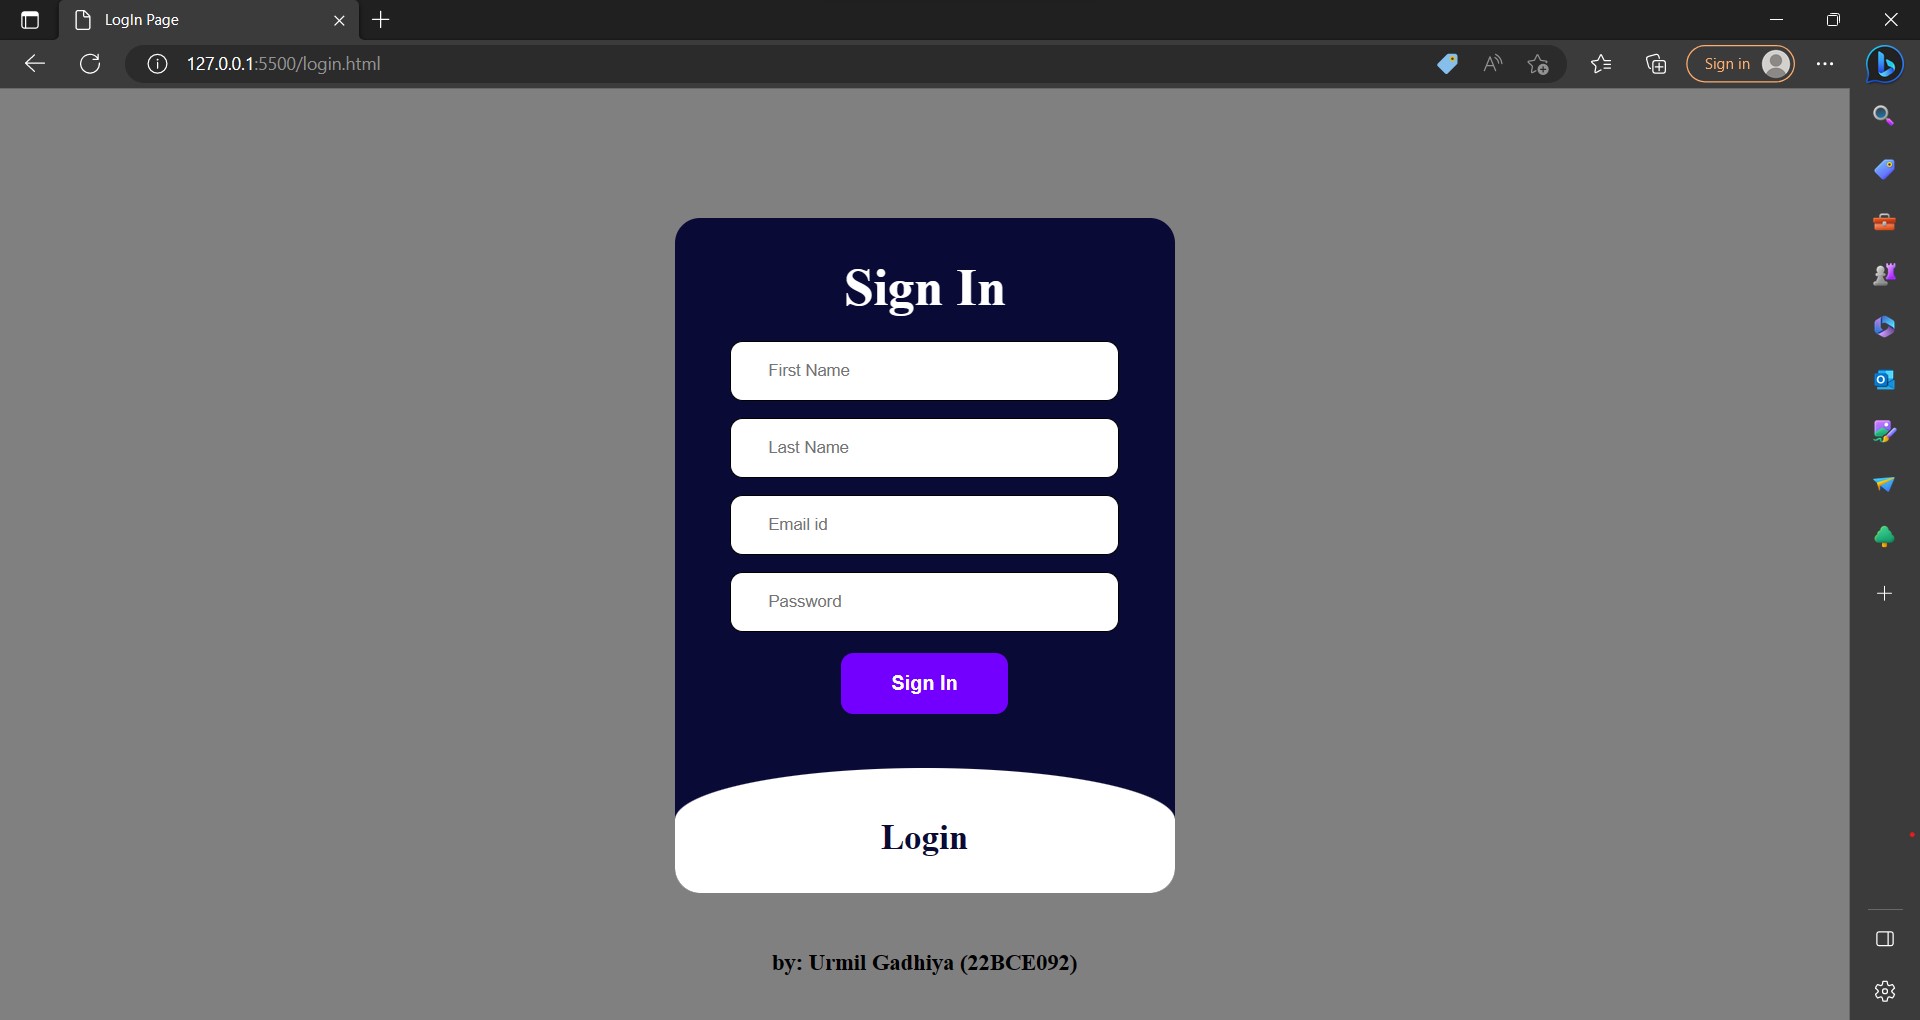 LogIn Page
127.0.0.1:5500/login.html
Sign in
Sign In
First Name
Last Name
Email id
Password
Sign In
Login
by: Urmil Gadhiya (22BCE092)